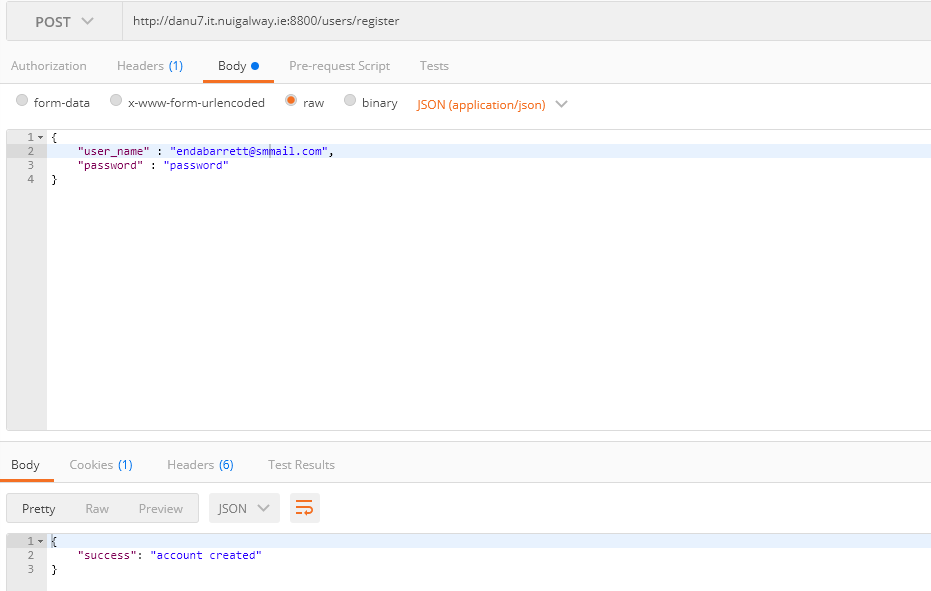 POST http://danu7.it.nuigalway.ie:8800/users/register
Authorization Headers (1) Body Pre-request Script Tests
form-data x-www-form-urlencoded raw binary JSON (application/json)
1 {
2 "user_name" : "endabarrett@smmail.com",
3 "password" : "password"
4 }
Body Cookies (1) Headers (6) Test Results
Pretty Raw Preview JSON
1 {
2 "success": "account created"
3 }